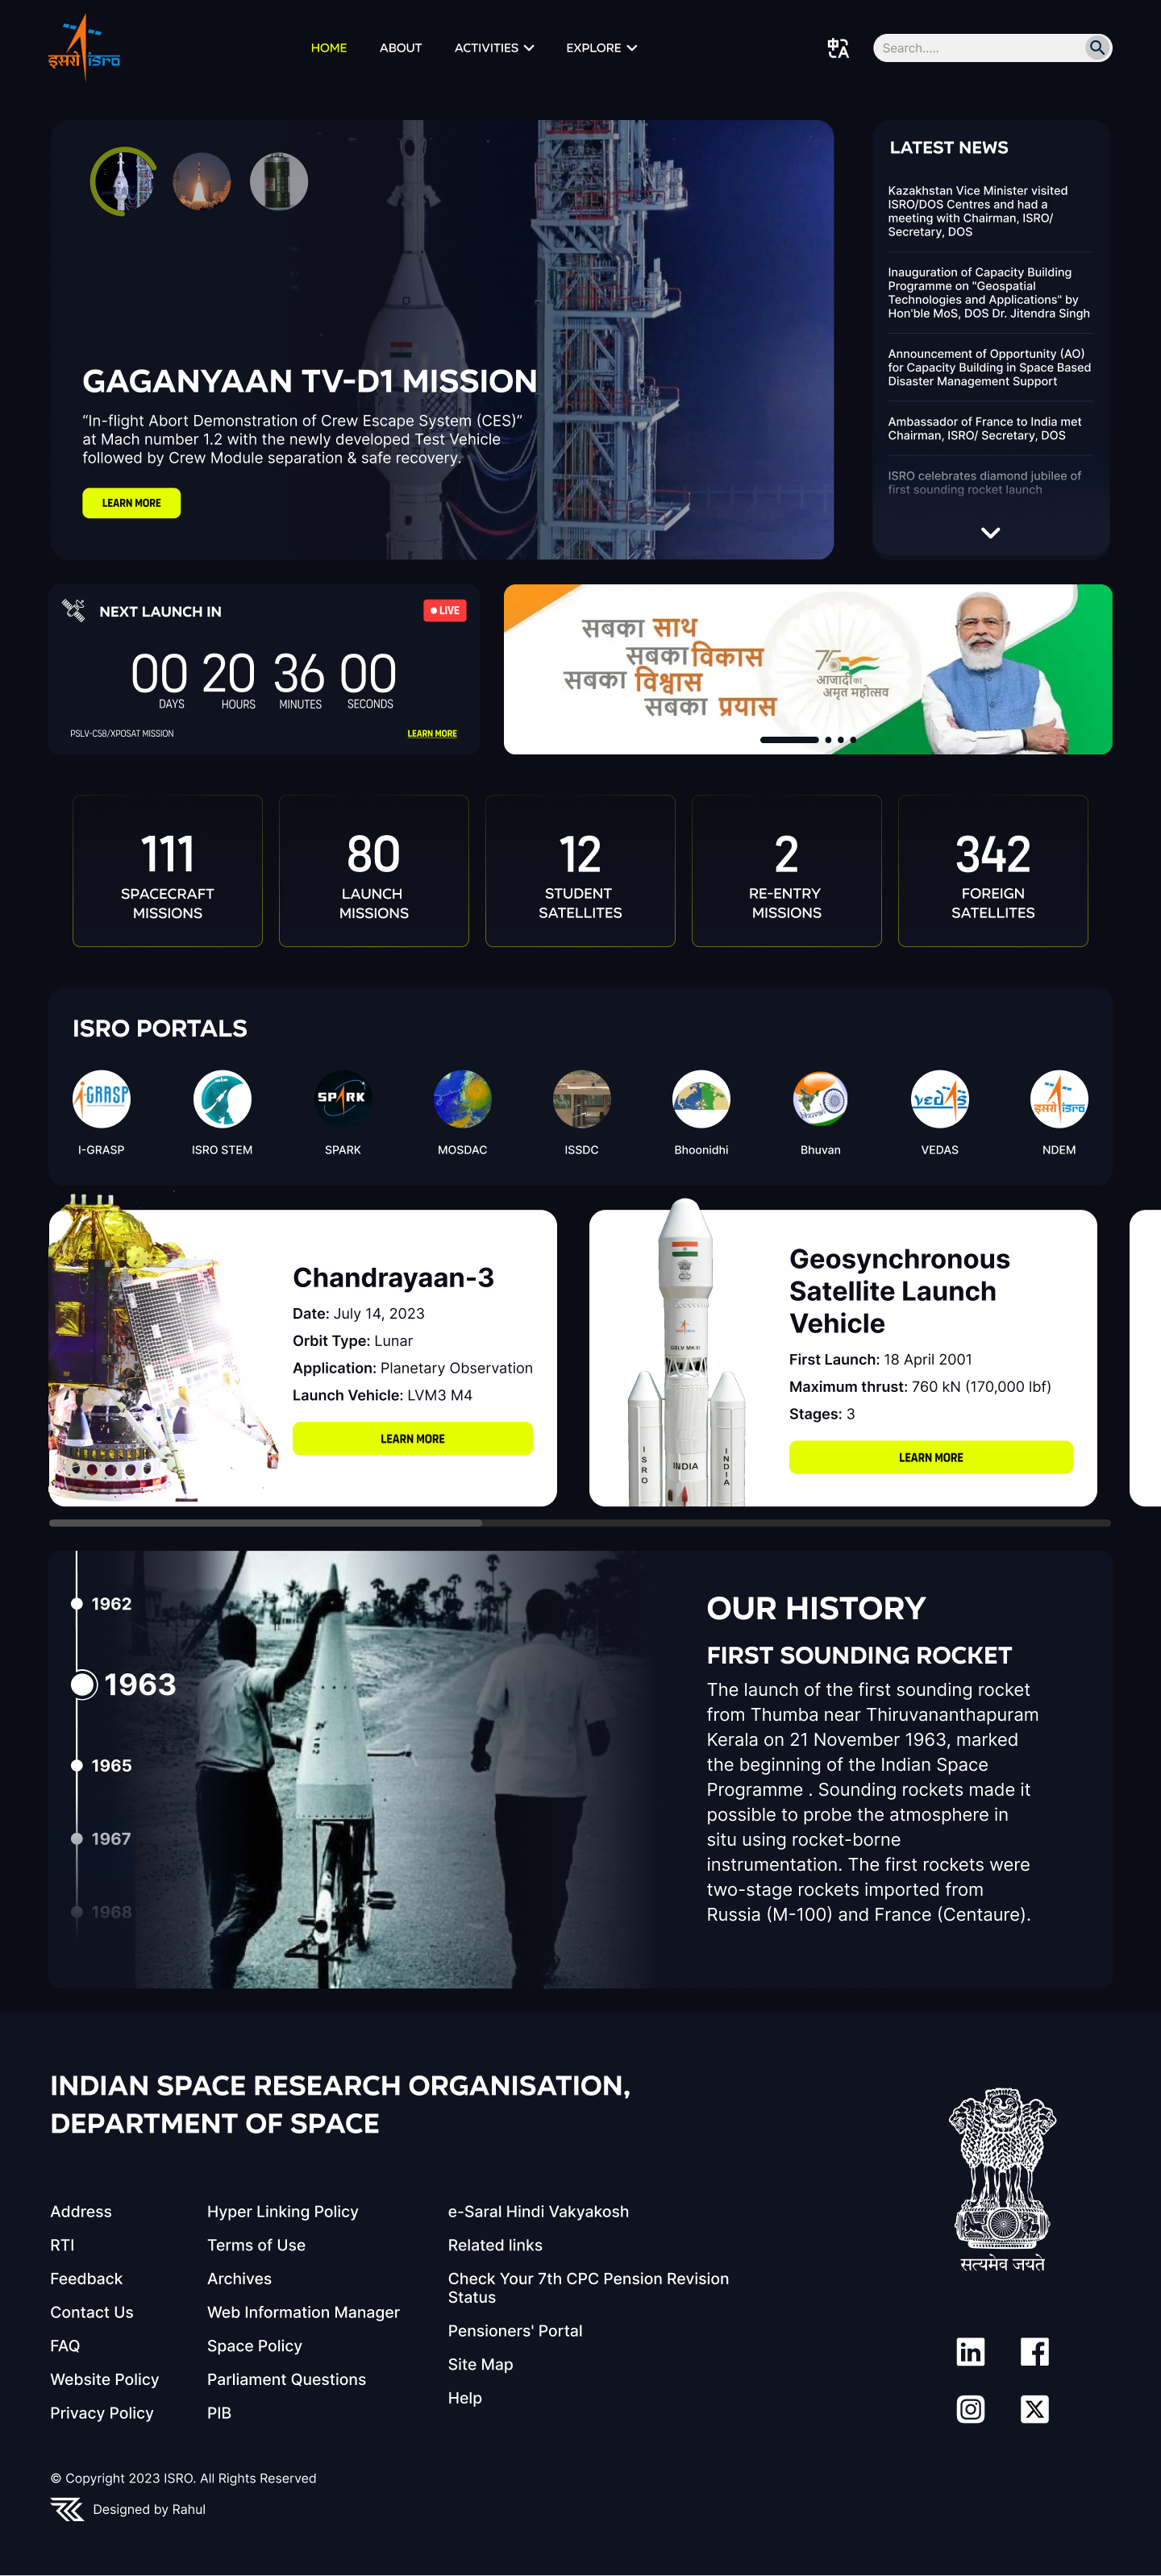 इसरो isro
HOME
ABOUT
ACTIVITIES
EXPLORE
Search.....
GAGANYAAN TV-D1 MISSION
“In-flight Abort Demonstration of Crew Escape System (CES)”
at Mach number 1.2 with the newly developed Test Vehicle
followed by Crew Module separation & safe recovery.
LEARN MORE
LATEST NEWS
Kazakhstan Vice Minister visited
ISRO/DOS Centres and had a
meeting with Chairman, ISRO/
Secretary, DOS
Inauguration of Capacity Building
Programme on "Geospatial
Technologies and Applications" by
Hon'ble MoS, DOS Dr. Jitendra Singh
Announcement of Opportunity (AO)
for Capacity Building in Space Based
Disaster Management Support
Ambassador of France to India met
Chairman, ISRO/ Secretary, DOS
ISRO celebrates diamond jubilee of
first sounding rocket launch
NEXT LAUNCH IN
LIVE
00 20 36 00
DAYS HOURS MINUTES SECONDS
PSLV-C58/XPOSAT MISSION
LEARN MORE
सबका साथ
सबका विकास
सबका विश्वास
सबका प्रयास
75
आजादी का
अमृत महोत्सव
111
SPACECRAFT
MISSIONS
80
LAUNCH
MISSIONS
12
STUDENT
SATELLITES
2
RE-ENTRY
MISSIONS
342
FOREIGN
SATELLITES
ISRO PORTALS
i-GRASP
SPARK
vedas
इसरो isro
I-GRASP
ISRO STEM
SPARK
MOSDAC
ISSDC
Bhoonidhi
Bhuvan
VEDAS
NDEM
Chandrayaan-3
Date: July 14, 2023
Orbit Type: Lunar
Application: Planetary Observation
Launch Vehicle: LVM3 M4
LEARN MORE
GSLV MKIII
ISRO
INDIA
INDIA
Geosynchronous
Satellite Launch
Vehicle
First Launch: 18 April 2001
Maximum thrust: 760 kN (170,000 lbf)
Stages: 3
LEARN MORE
1962
1963
1965
1967
1968
OUR HISTORY
FIRST SOUNDING ROCKET
The launch of the first sounding rocket
from Thumba near Thiruvananthapuram
Kerala on 21 November 1963, marked
the beginning of the Indian Space
Programme . Sounding rockets made it
possible to probe the atmosphere in
situ using rocket-borne
instrumentation. The first rockets were
two-stage rockets imported from
Russia (M-100) and France (Centaure).
INDIAN SPACE RESEARCH ORGANISATION,
DEPARTMENT OF SPACE
Address
RTI
Feedback
Contact Us
FAQ
Website Policy
Privacy Policy
Hyper Linking Policy
Terms of Use
Archives
Web Information Manager
Space Policy
Parliament Questions
PIB
e-Saral Hindi Vakyakosh
Related links
Check Your 7th CPC Pension Revision
Status
Pensioners' Portal
Site Map
Help
सत्यमेव जयते
© Copyright 2023 ISRO. All Rights Reserved
Designed by Rahul